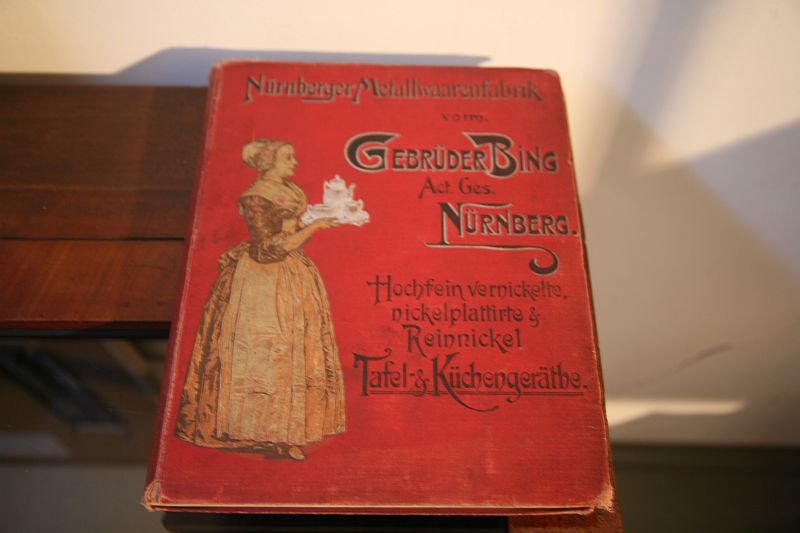 Nürnberger Metallwaarenfabrik
vorm.
GEBRÜDER BING
Act. Ges.
NÜRNBERG.
Hochfein vernickelte,
nickelplattirte &
Reinnickel
Tafel- & Küchengeräthe.